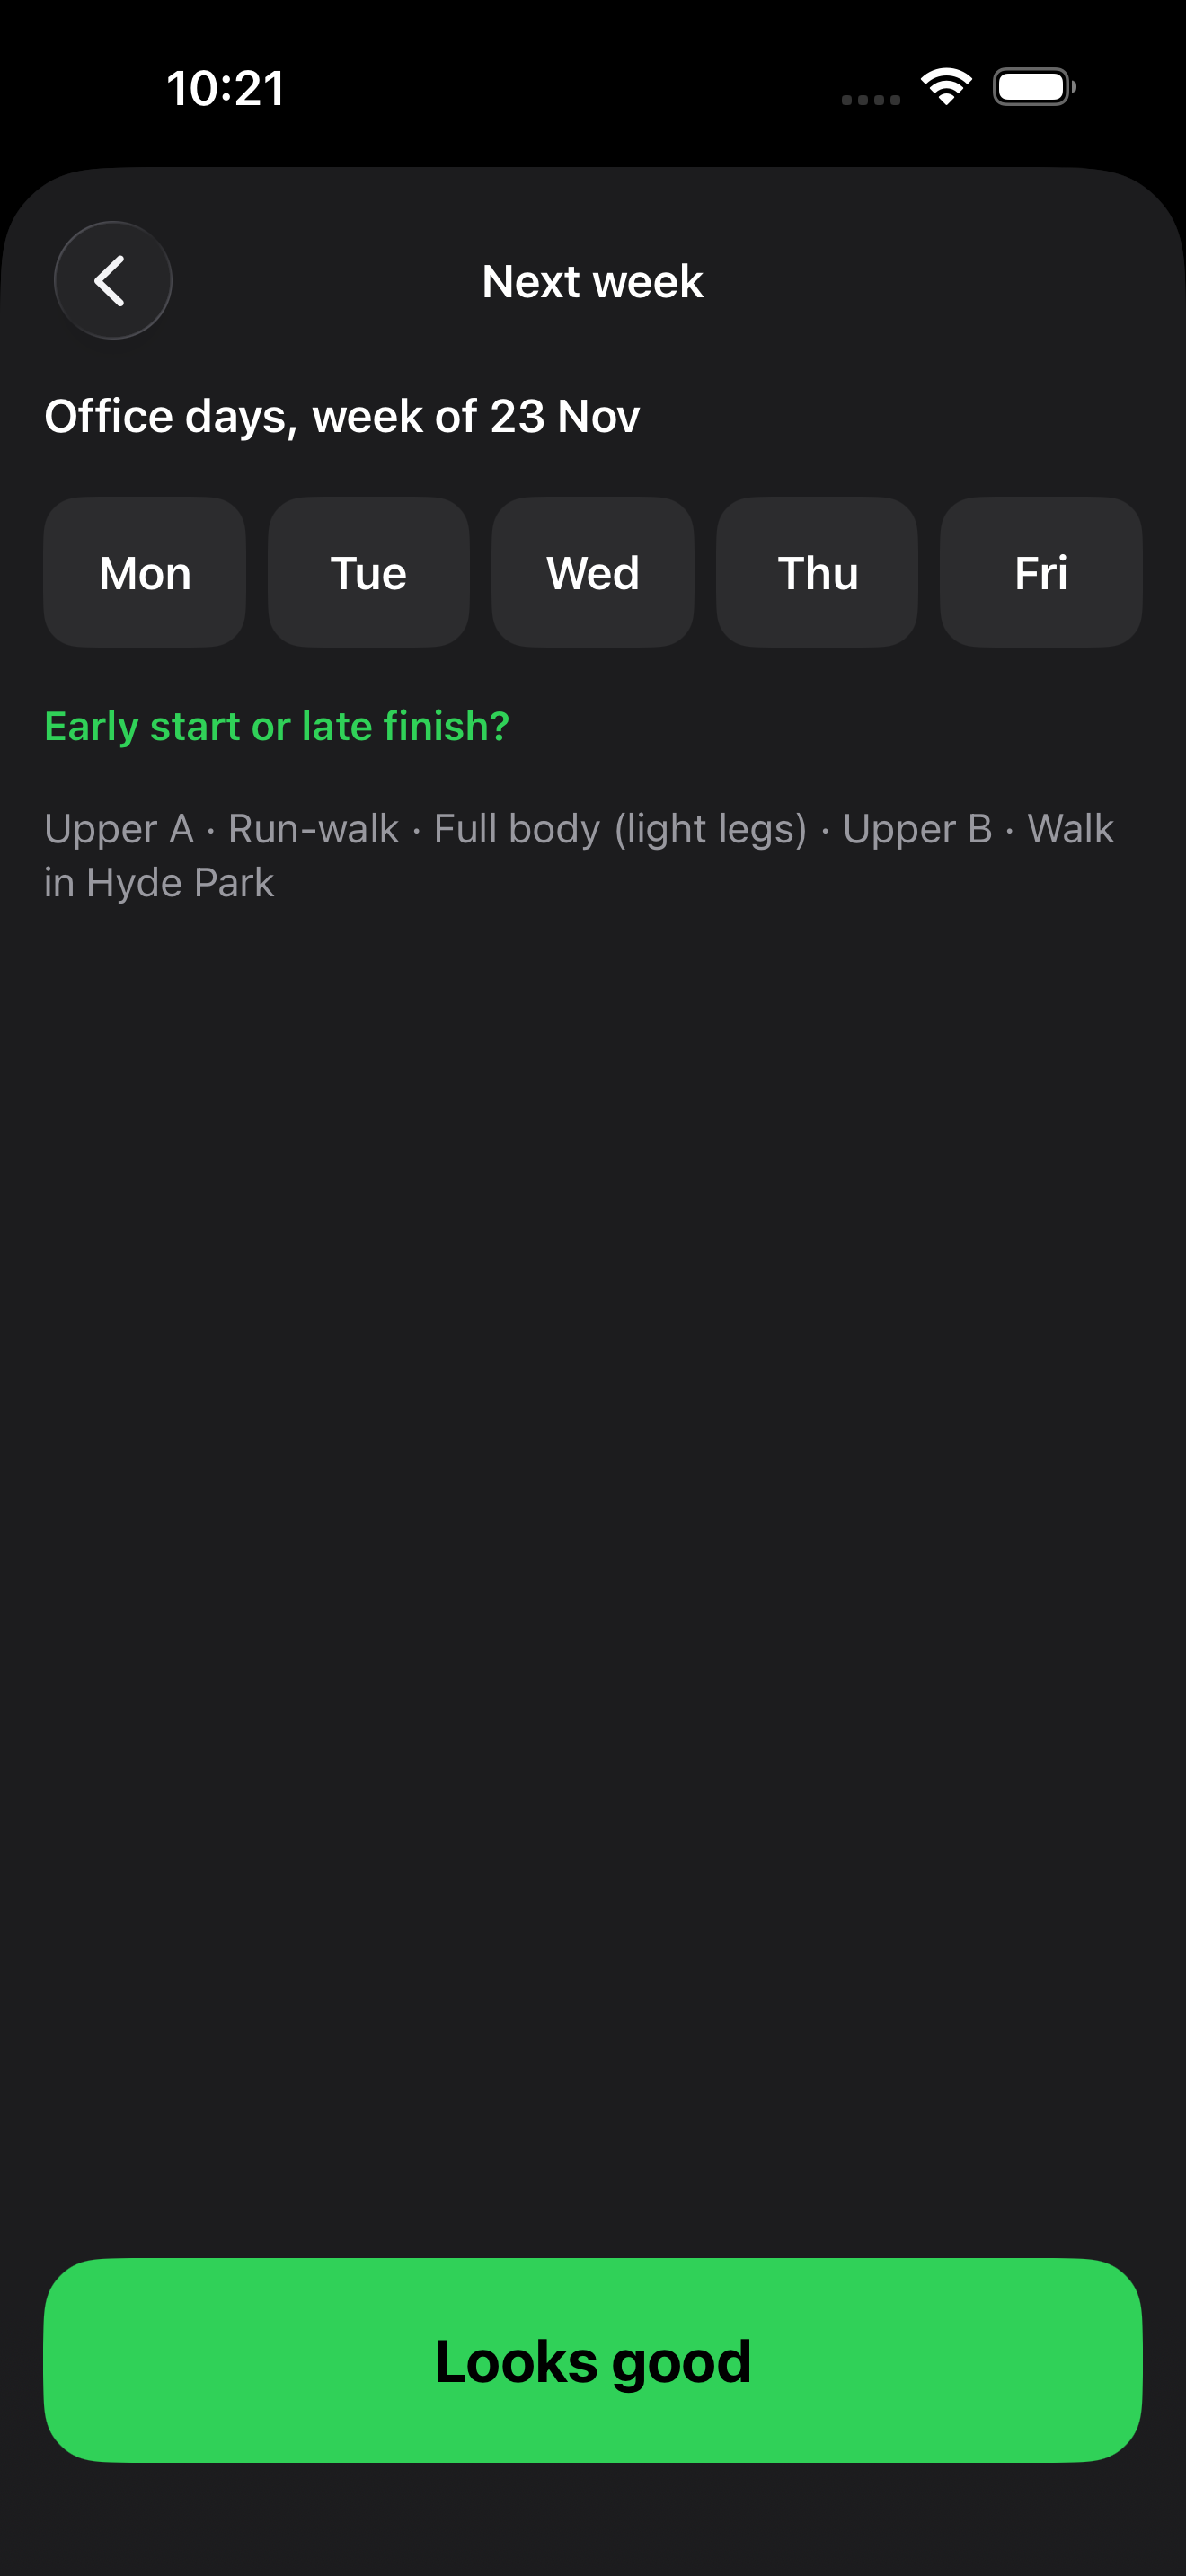 10:21
Next week
Office days, week of 23 Nov
Mon Tue Wed Thu Fri
Early start or late finish?
Upper A · Run-walk · Full body (light legs) · Upper B · Walk
in Hyde Park
Looks good